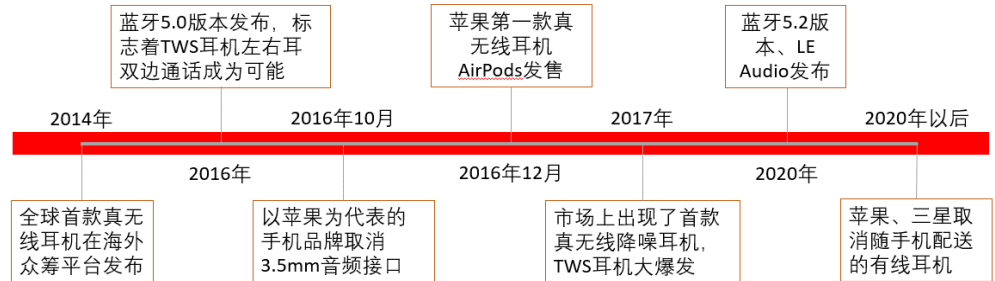 蓝牙5.0版本发布，标
志着TWS耳机左右耳
双边通话成为可能
苹果第一款真
无线耳机
AirPods发售
蓝牙5.2版
本、LE
Audio发布
2014年
2016年10月
2017年
2020年以后
2016年
2016年12月
2020年
全球首款真无
线耳机在海外
众筹平台发布
以苹果为代表的
手机品牌取消
3.5mm音频接口
市场上出现了首款
真无线降噪耳机，
TWS耳机大爆发
苹果、三星取
消随手机配送
的有线耳机